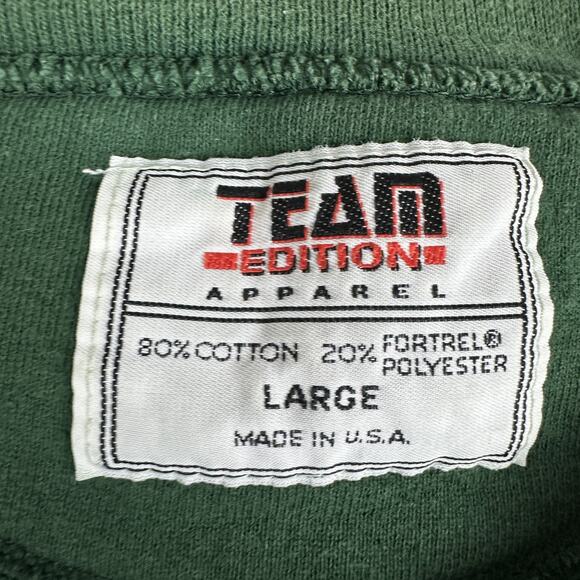 TEAM
EDITION
APPAREL
80% COTTON 20% FORTREL® POLYESTER
LARGE
MADE IN U.S.A.